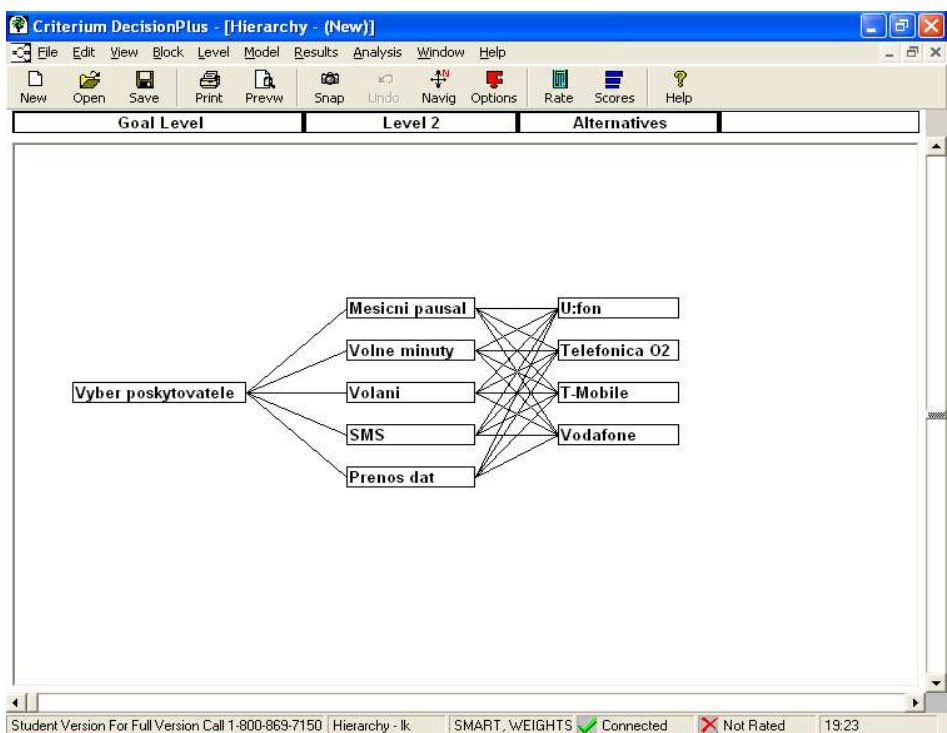 Criterium DecisionPlus - [Hierarchy - (New)]
File Edit View Block Level Model Results Analysis Window Help
New Open Save Print Prevw Snap Undo Navig Options Rate Scores Help
Goal Level Level 2 Alternatives
Mesicni pausal U:fon
Volne minuty Telefonica O2
Vyber poskytovatele Volani T-Mobile
SMS Vodafone
Prenos dat
Student Version For Full Version Call 1-800-869-7150 Hierarchy - lk SMART, WEIGHTS Connected Not Rated 19:23